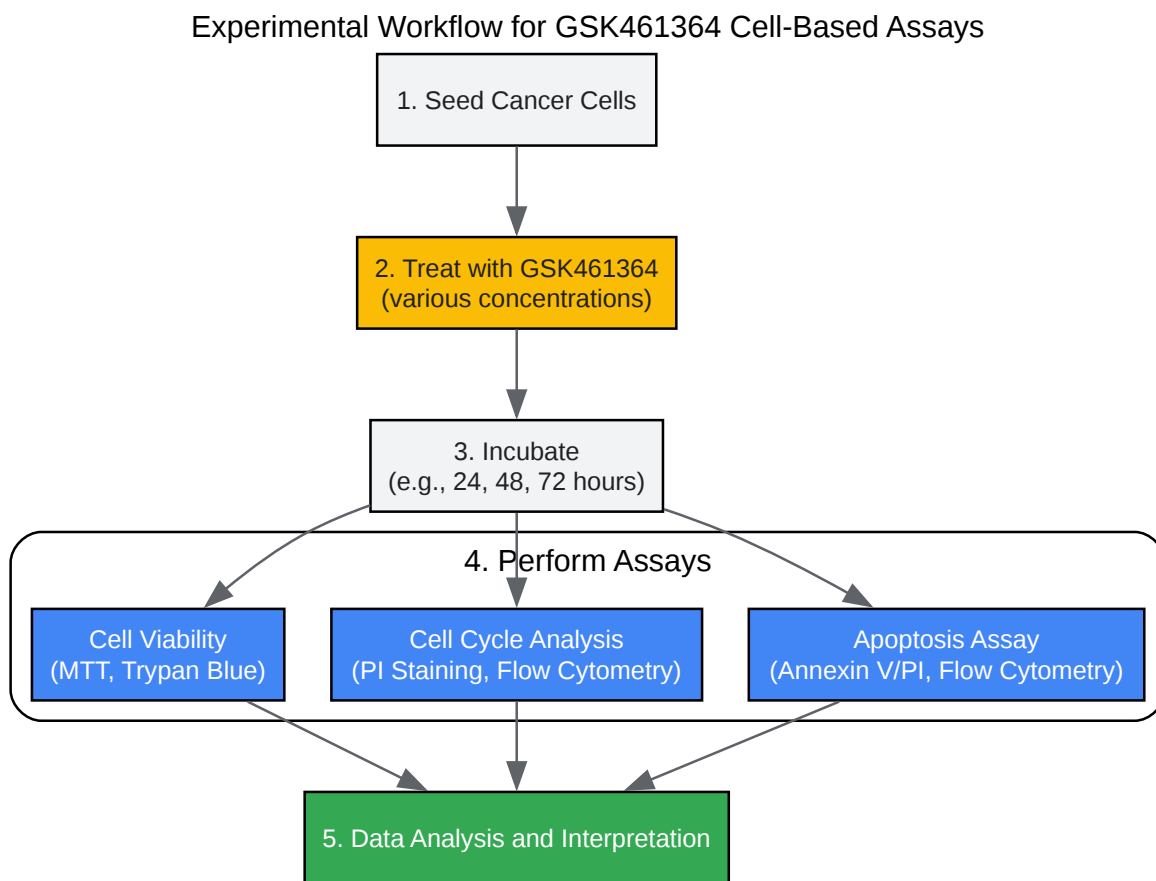 Experimental Workflow for GSK461364 Cell-Based Assays
1. Seed Cancer Cells
2. Treat with GSK461364
(various concentrations)
3. Incubate
(e.g., 24, 48, 72 hours)
4. Perform Assays
Cell Viability
(MTT, Trypan Blue)
Cell Cycle Analysis
(PI Staining, Flow Cytometry)
Apoptosis Assay
(Annexin V/PI, Flow Cytometry)
5. Data Analysis and Interpretation